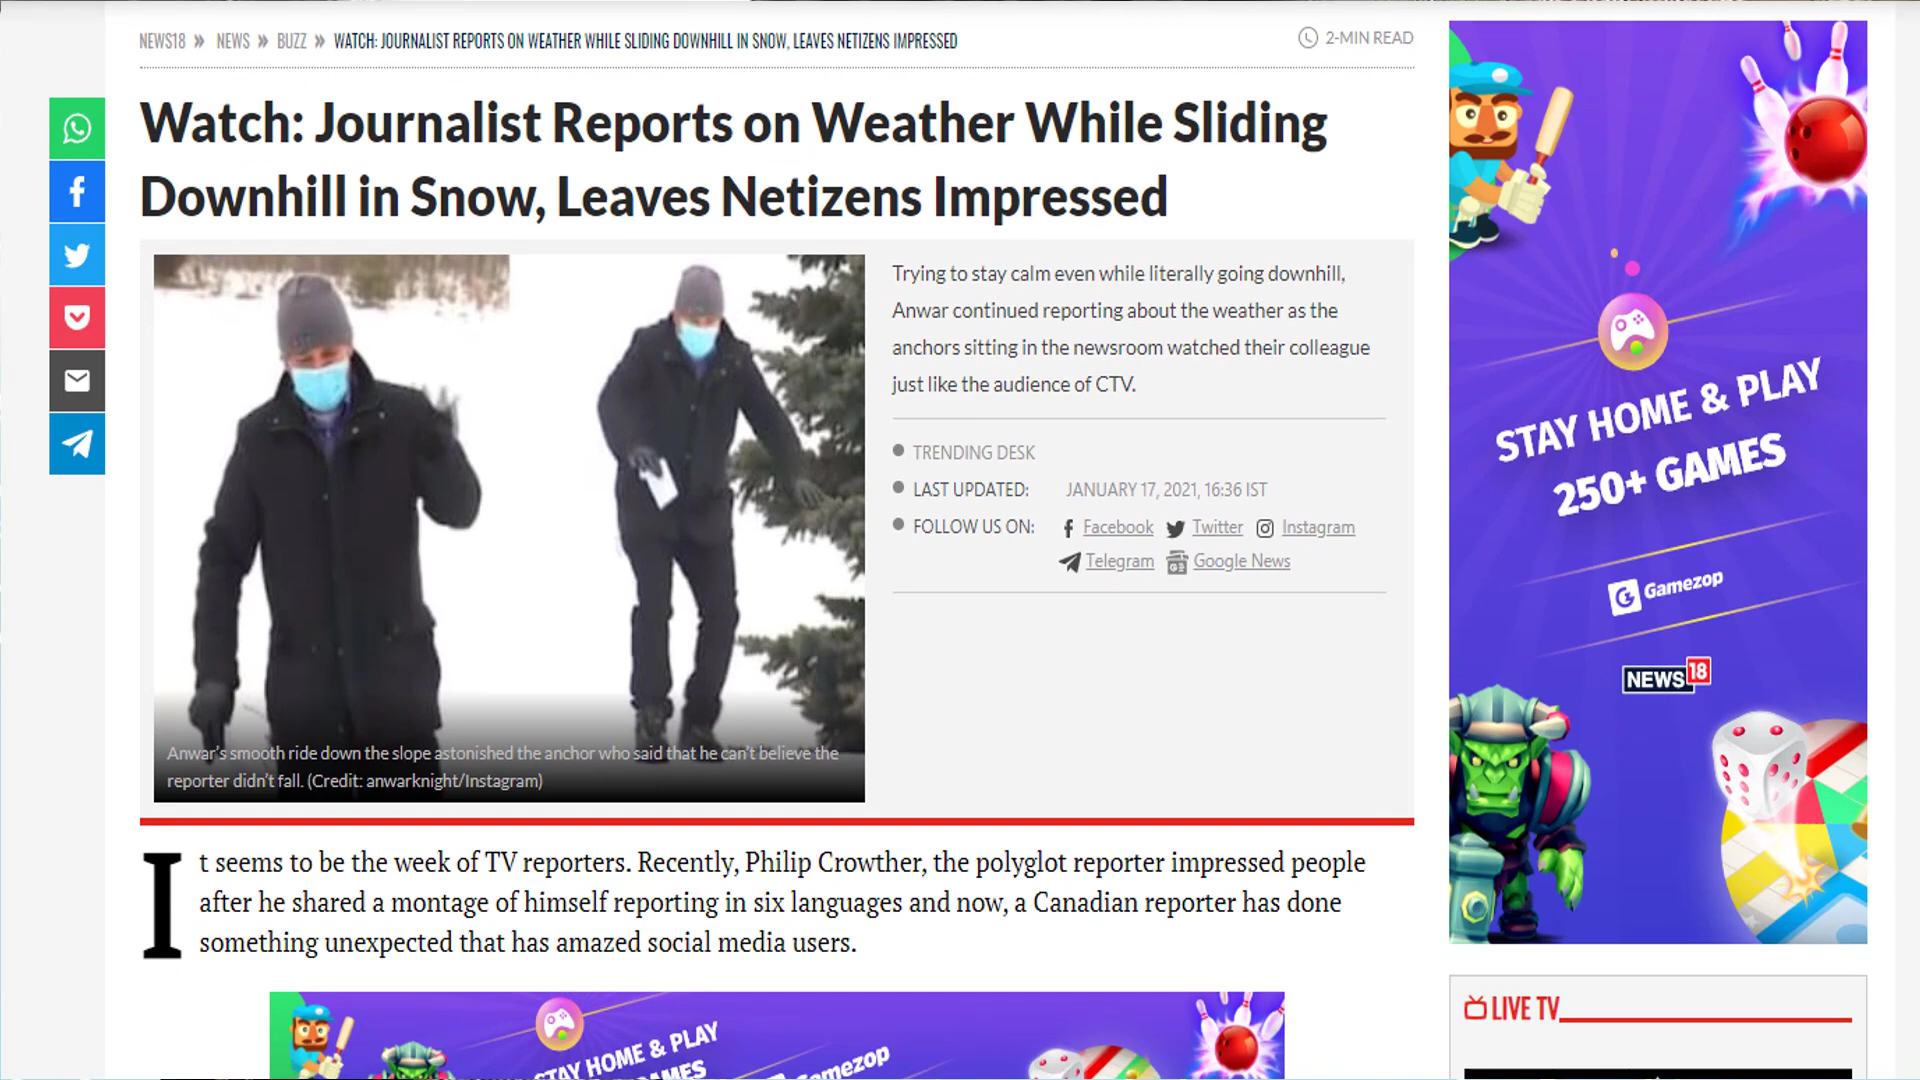 NEWS18 » NEWS » BUZZ » WATCH: JOURNALIST REPORTS ON WEATHER WHILE SLIDING DOWNHILL IN SNOW, LEAVES NETIZENS IMPRESSED
2-MIN READ
Watch: Journalist Reports on Weather While Sliding
Downhill in Snow, Leaves Netizens Impressed
Anwar's smooth ride down the slope astonished the anchor who said that he can't believe the
reporter didn't fall. (Credit: anwarknight/Instagram)
Trying to stay calm even while literally going downhill,
Anwar continued reporting about the weather as the
anchors sitting in the newsroom watched their colleague
just like the audience of CTV.
TRENDING DESK
LAST UPDATED: JANUARY 17, 2021, 16:36 IST
FOLLOW US ON: Facebook Twitter Instagram
Telegram Google News
It seems to be the week of TV reporters. Recently, Philip Crowther, the polyglot reporter impressed people
after he shared a montage of himself reporting in six languages and now, a Canadian reporter has done
something unexpected that has amazed social media users.
STAY HOME & PLAY
Gamezop
STAY HOME & PLAY
250+ GAMES
Gamezop
NEWS18
LIVE TV